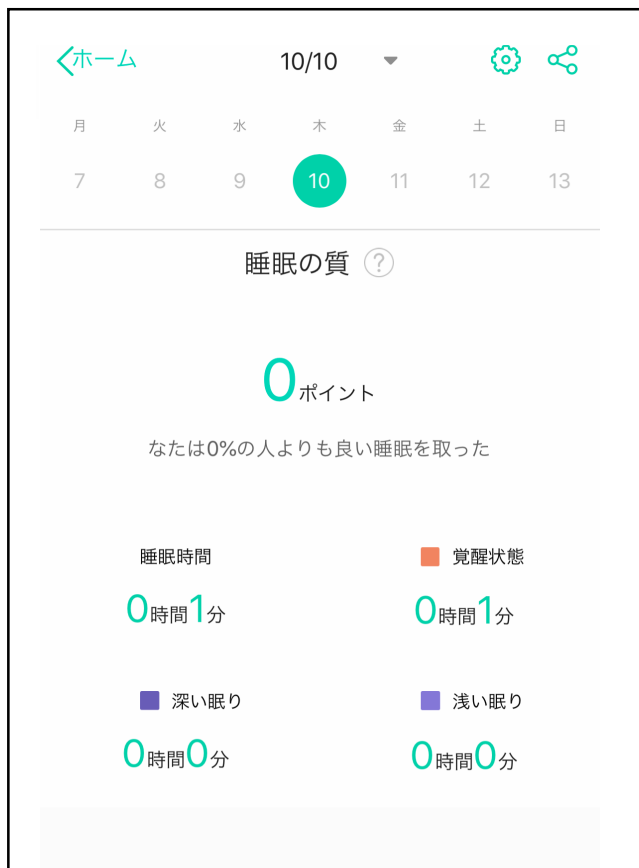 ホーム 10/10
月 火 水 木 金 土 日
7 8 9 10 11 12 13
睡眠の質 ?
0ポイント
なたは0%の人よりも良い睡眠を取った
睡眠時間 覚醒状態
0時間1分 0時間1分
深い眠り 浅い眠り
0時間0分 0時間0分